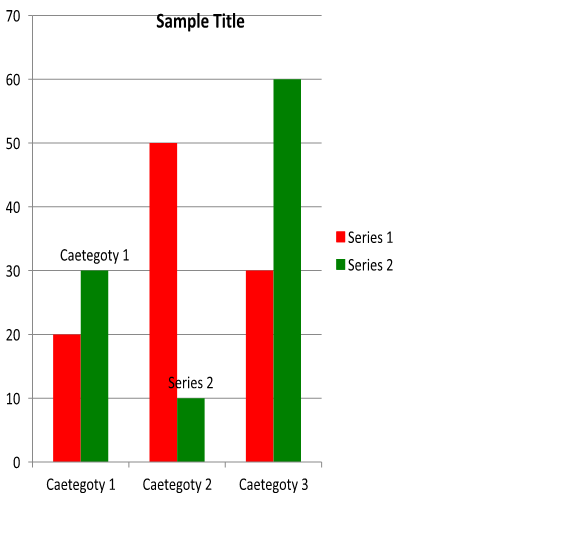 Sample Title
70
60
50
40
30
20
10
0
Caetegoty 1
Series 2
Caetegoty 1
Caetegoty 2
Caetegoty 3
Series 1
Series 2